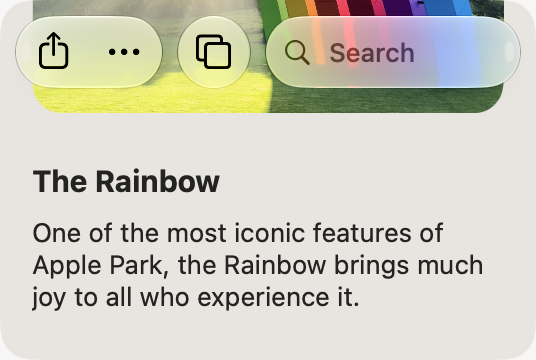 Search
The Rainbow
One of the most iconic features of
Apple Park, the Rainbow brings much
joy to all who experience it.